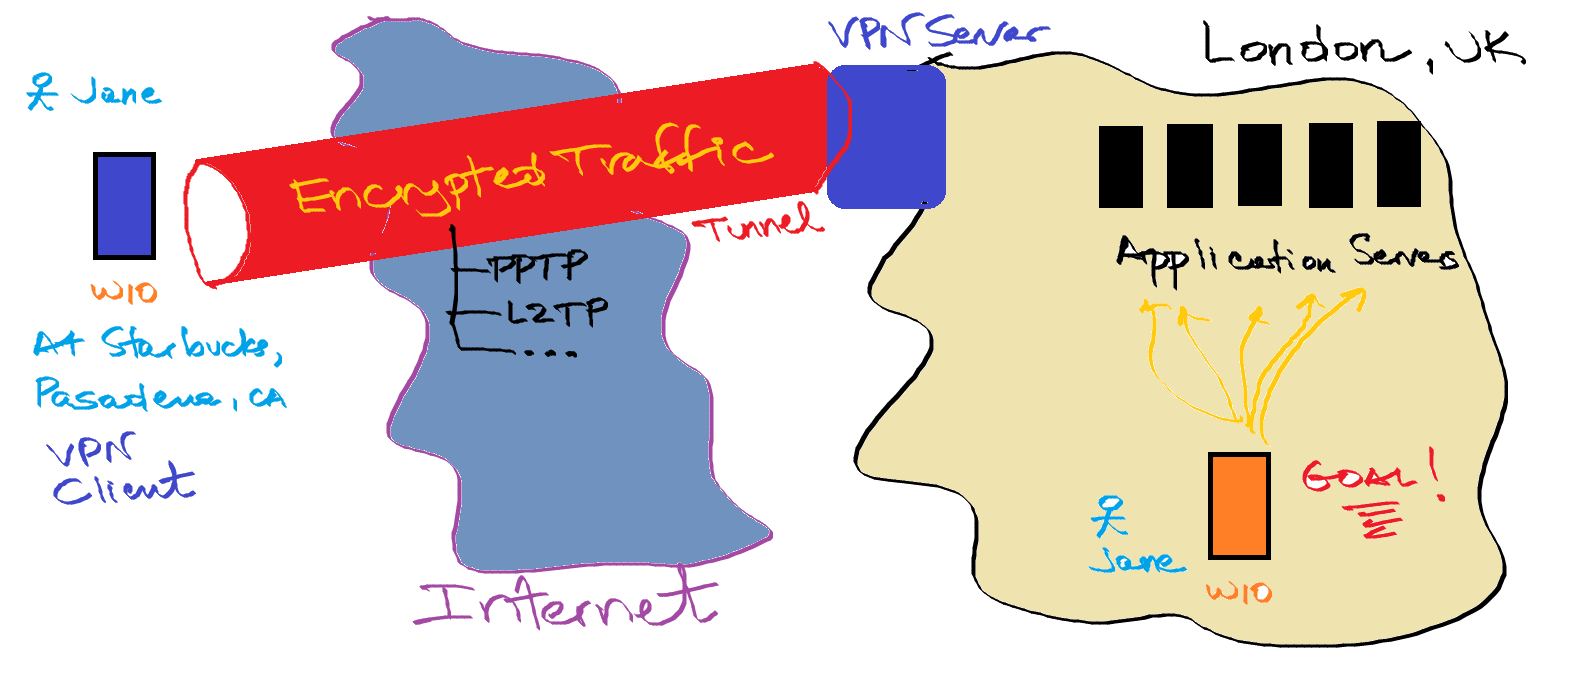 Jane
W10
At Starbucks,
Pasadena, CA
VPN
Client
Encrypted Traffic
Tunnel
PPTP
L2TP
....
Internet
VPN Server
London, UK
Application Servers
GOAL!
Jane
W10